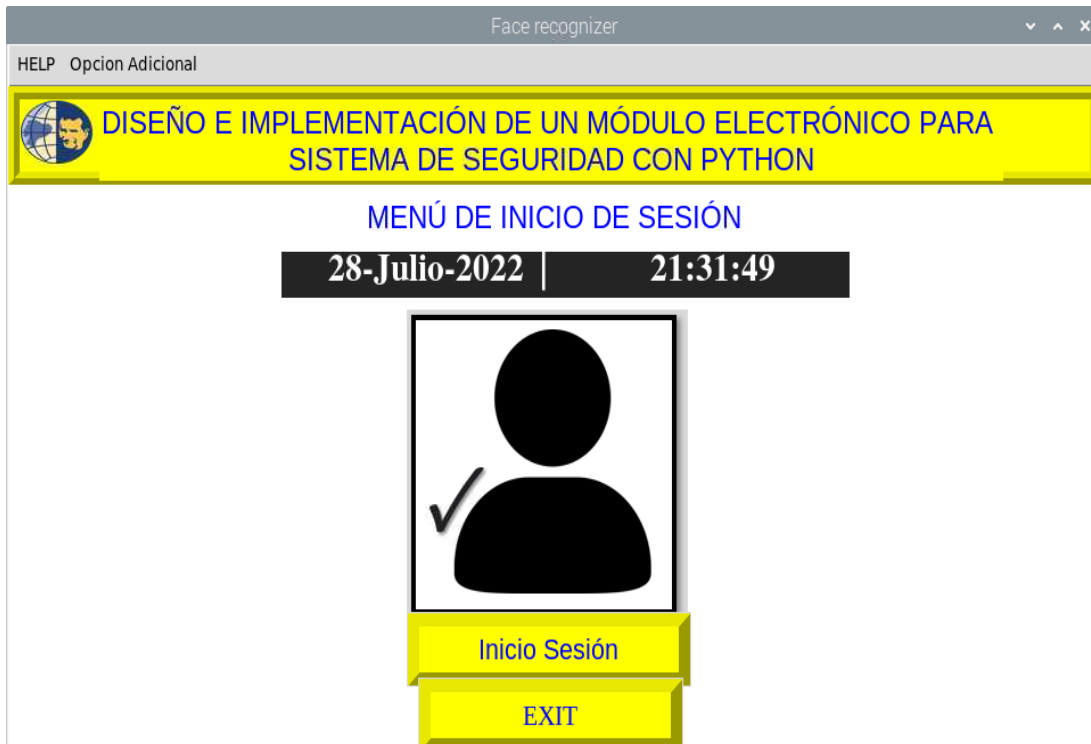 Face recognizer
HELP Opcion Adicional
DISEÑO E IMPLEMENTACIÓN DE UN MÓDULO ELECTRÓNICO PARA
SISTEMA DE SEGURIDAD CON PYTHON
MENÚ DE INICIO DE SESIÓN
28-Julio-2022 | 21:31:49
Inicio Sesión
EXIT